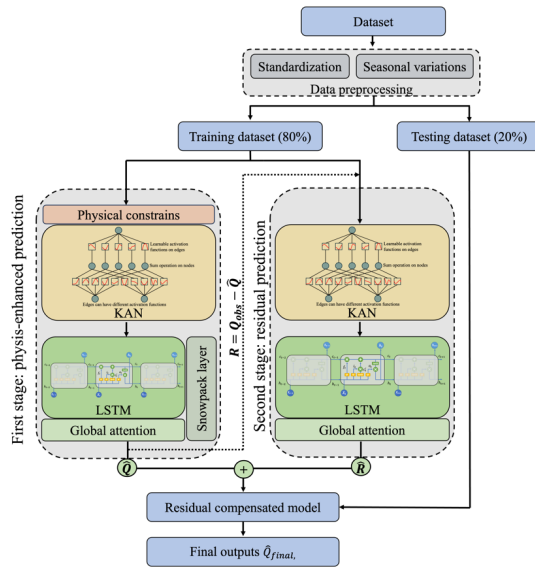 Dataset
Standardization
Seasonal variations
Data preprocessing
Training dataset (80%)
Testing dataset (20%)
First stage: physis-enhanced prediction
Physical constrains
Learnable activation
functions on edges
Sum operation on nodes
Edges can have different activation functions
KAN
LSTM
Global attention
Snowpack layer
R = Q_obs − Q̂
Second stage: residual prediction
Learnable activation
functions on edges
Sum operation on nodes
Edges can have different activation functions
KAN
LSTM
Global attention
Q̂
+
R̂
Residual compensated model
Final outputs Q̂_final,